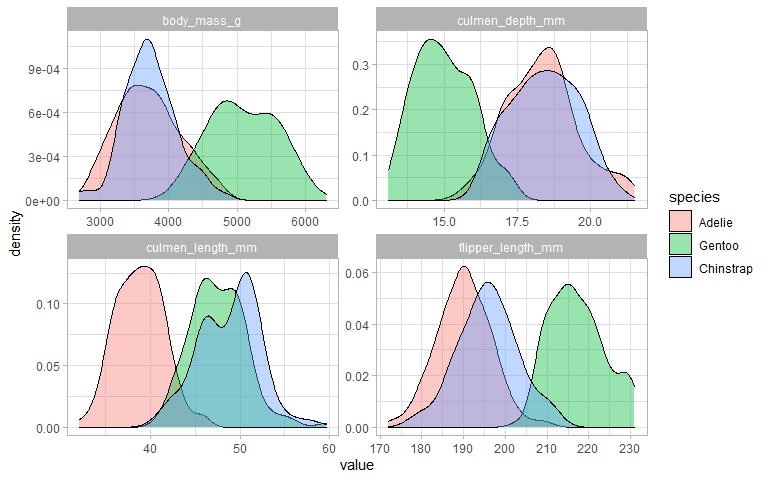 body_mass_g
culmen_depth_mm
9e-04
6e-04
3e-04
0e+00
3000 4000 5000 6000
0.3
0.2
0.1
0.0
15.0 17.5 20.0
culmen_length_mm
flipper_length_mm
0.10
0.05
0.00
40 50 60
0.06
0.04
0.02
0.00
170 180 190 200 210 220 230
density
value
species
Adelie
Gentoo
Chinstrap